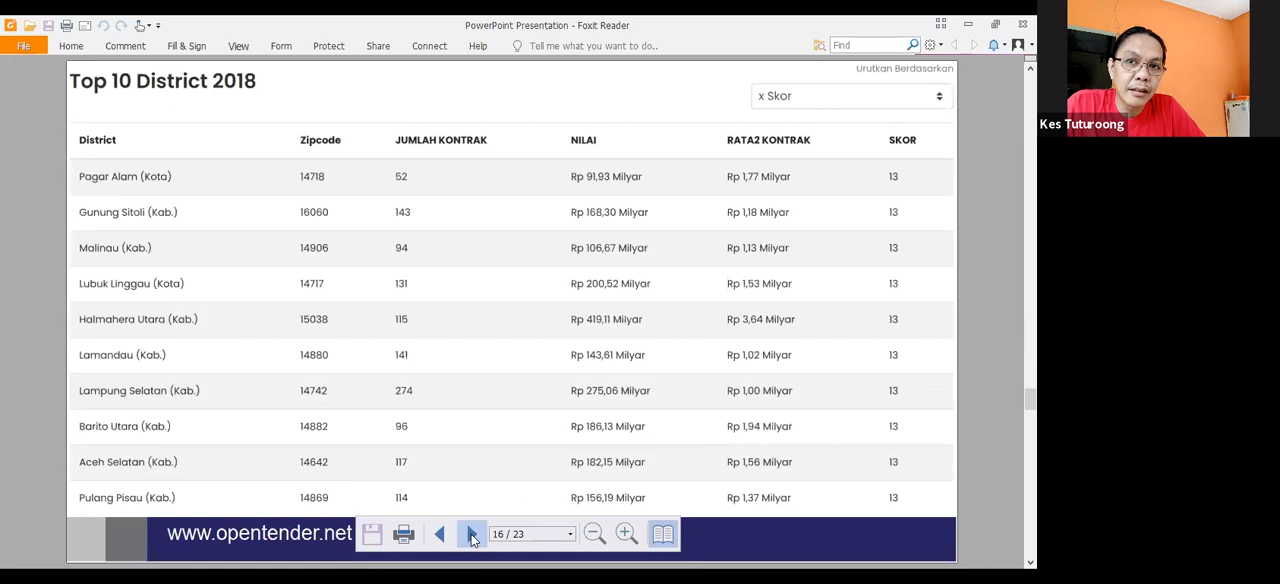 PowerPoint Presentation - Foxit Reader
File Home Comment Fill & Sign View Form Protect Share Connect Help Tell me what you want to do.. Find
Kes Tuturoong
Top 10 District 2018
Urutkan Berdasarkan
x Skor
District Zipcode JUMLAH KONTRAK NILAI RATA2 KONTRAK SKOR
Pagar Alam (Kota) 14718 52 Rp 91,93 Milyar Rp 1,77 Milyar 13
Gunung Sitoli (Kab.) 16060 143 Rp 168,30 Milyar Rp 1,18 Milyar 13
Malinau (Kab.) 14906 94 Rp 106,67 Milyar Rp 1,13 Milyar 13
Lubuk Linggau (Kota) 14717 131 Rp 200,52 Milyar Rp 1,53 Milyar 13
Halmahera Utara (Kab.) 15038 115 Rp 419,11 Milyar Rp 3,64 Milyar 13
Lamandau (Kab.) 14880 141 Rp 143,61 Milyar Rp 1,02 Milyar 13
Lampung Selatan (Kab.) 14742 274 Rp 275,06 Milyar Rp 1,00 Milyar 13
Barito Utara (Kab.) 14882 96 Rp 186,13 Milyar Rp 1,94 Milyar 13
Aceh Selatan (Kab.) 14642 117 Rp 182,15 Milyar Rp 1,56 Milyar 13
Pulang Pisau (Kab.) 14869 114 Rp 156,19 Milyar Rp 1,37 Milyar 13
www.opentender.net
16 / 23